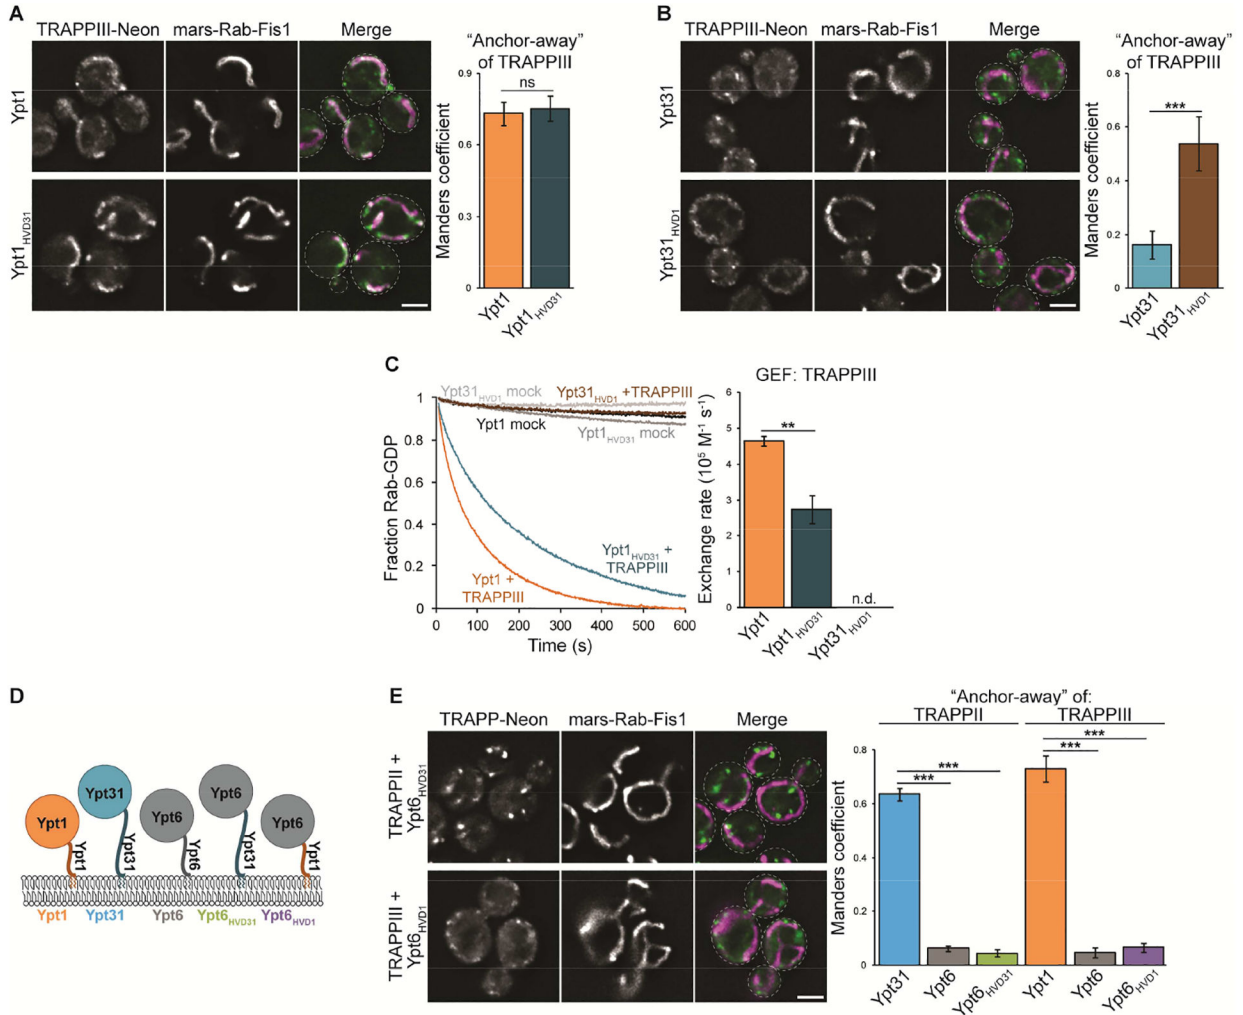 A
TRAPPIII-Neon mars-Rab-Fis1 Merge
"Anchor-away"
of TRAPPIII
Ypt1
Ypt1HVD31
Manders coefficient
0.9
0.6
0.3
0
ns
Ypt1
Ypt1HVD31
B
TRAPPIII-Neon mars-Rab-Fis1 Merge
"Anchor-away"
of TRAPPIII
Ypt31
Ypt31HVD1
Manders coefficient
0.8
0.6
0.4
0.2
0
***
Ypt31
Ypt31HVD1
C
Ypt31HVD1 mock
Ypt31HVD1 +TRAPPIII
Ypt1 mock
Ypt1HVD31 mock
Ypt1HVD31 +
TRAPPIII
Ypt1 +
TRAPPIII
Fraction Rab-GDP
1
0.8
0.6
0.4
0.2
0
0 100 200 300 400 500 600
Time (s)
GEF: TRAPPIII
Exchange rate (10⁵ M⁻¹ s⁻¹)
6
5
4
3
2
1
0
**
n.d.
Ypt1
Ypt1HVD31
Ypt31HVD1
D
Ypt1 Ypt31 Ypt6 Ypt6 Ypt6
Ypt1 Ypt31 Ypt6 Ypt31 Ypt1
Ypt1 Ypt31 Ypt6 Ypt6HVD31 Ypt6HVD1
E
TRAPP-Neon mars-Rab-Fis1 Merge
TRAPPII +
Ypt6HVD31
TRAPPIII +
Ypt6HVD1
"Anchor-away" of:
TRAPPII TRAPPIII
Manders coefficient
0.8
0.6
0.4
0.2
0
***
***
***
***
Ypt31
Ypt6
Ypt6HVD31
Ypt1
Ypt6
Ypt6HVD1